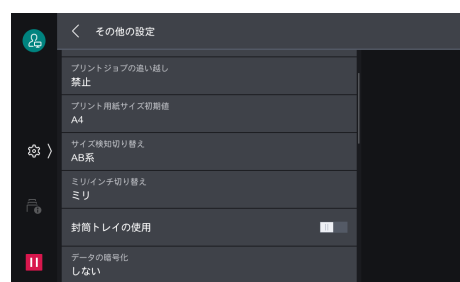 その他の設定
プリントジョブの追い越し
禁止
プリント用紙サイズ初期値
A4
サイズ検知切り替え
AB系
ミリ/インチ切り替え
ミリ
封筒トレイの使用
データの暗号化
しない